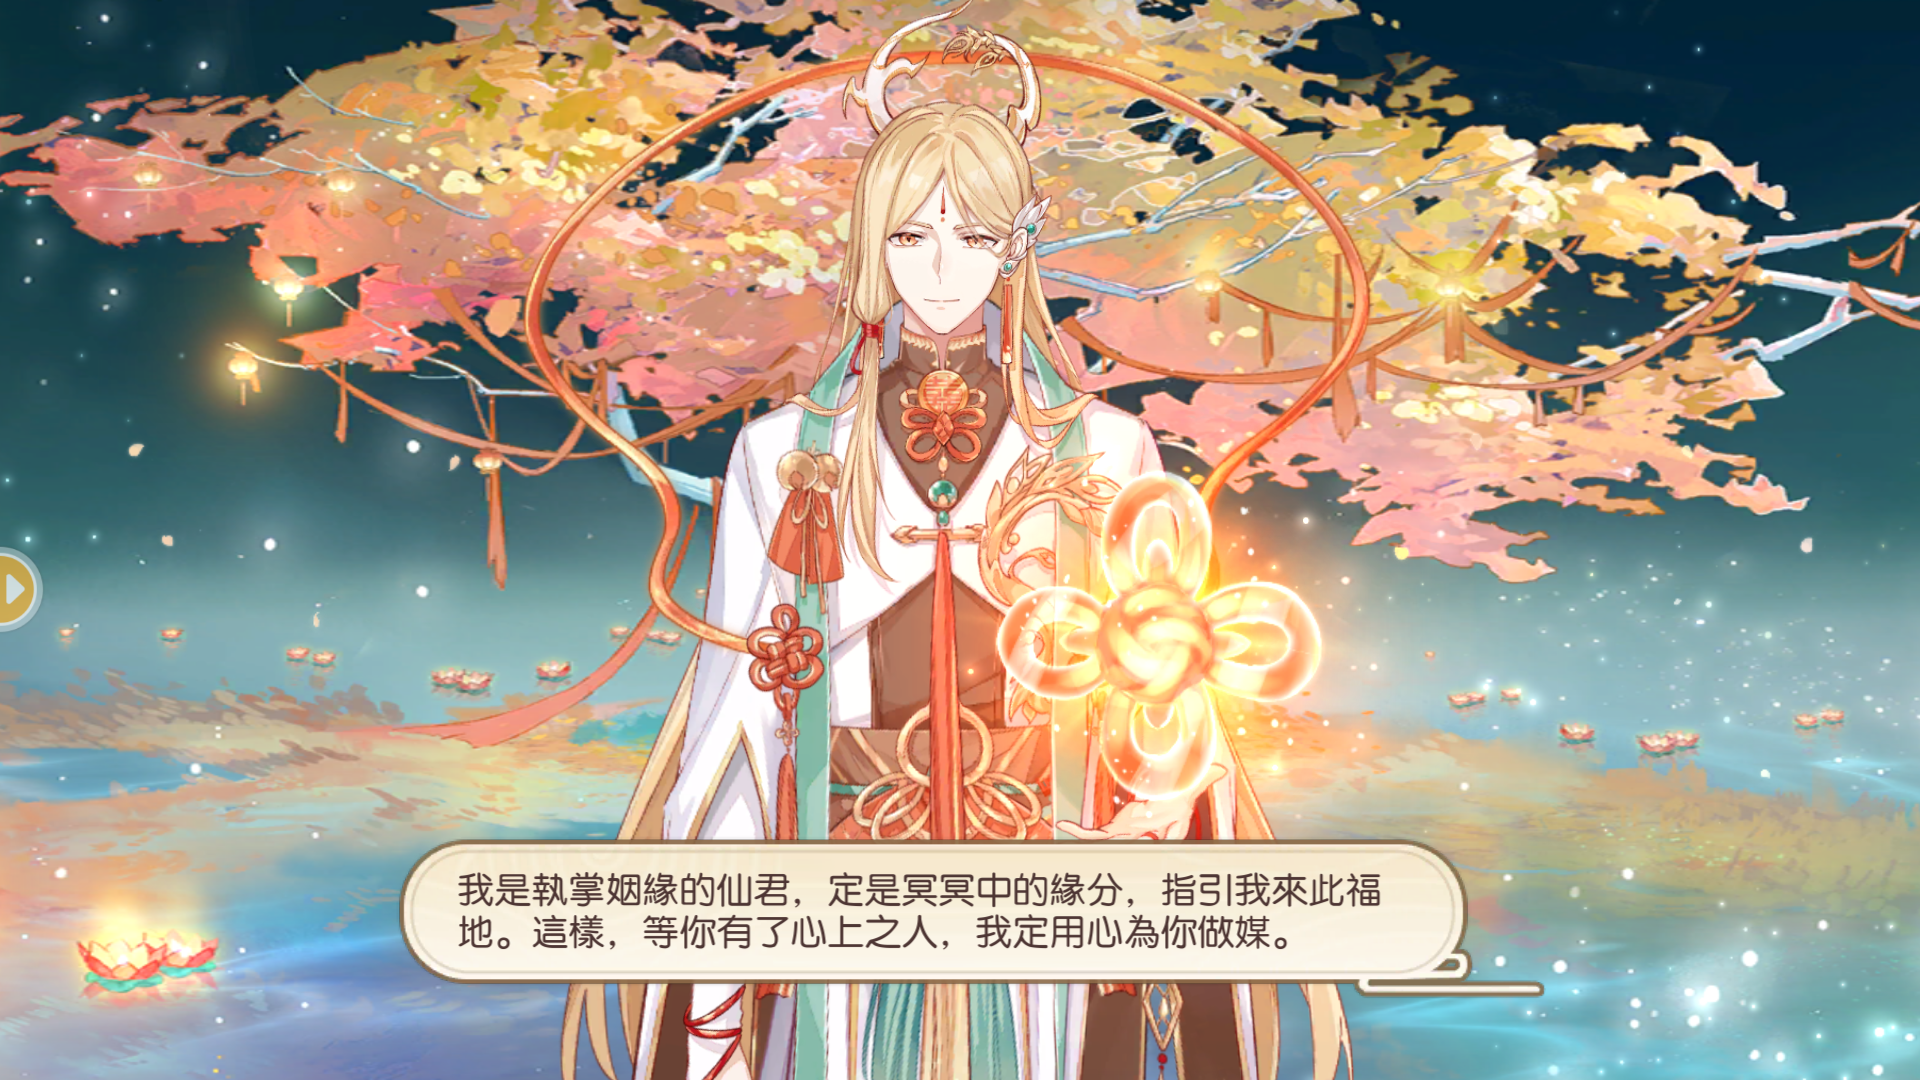 我是執掌姻緣的仙君，定是冥冥中的緣分，指引我來此福
地。這樣，等你有了心上之人，我定用心為你做媒。